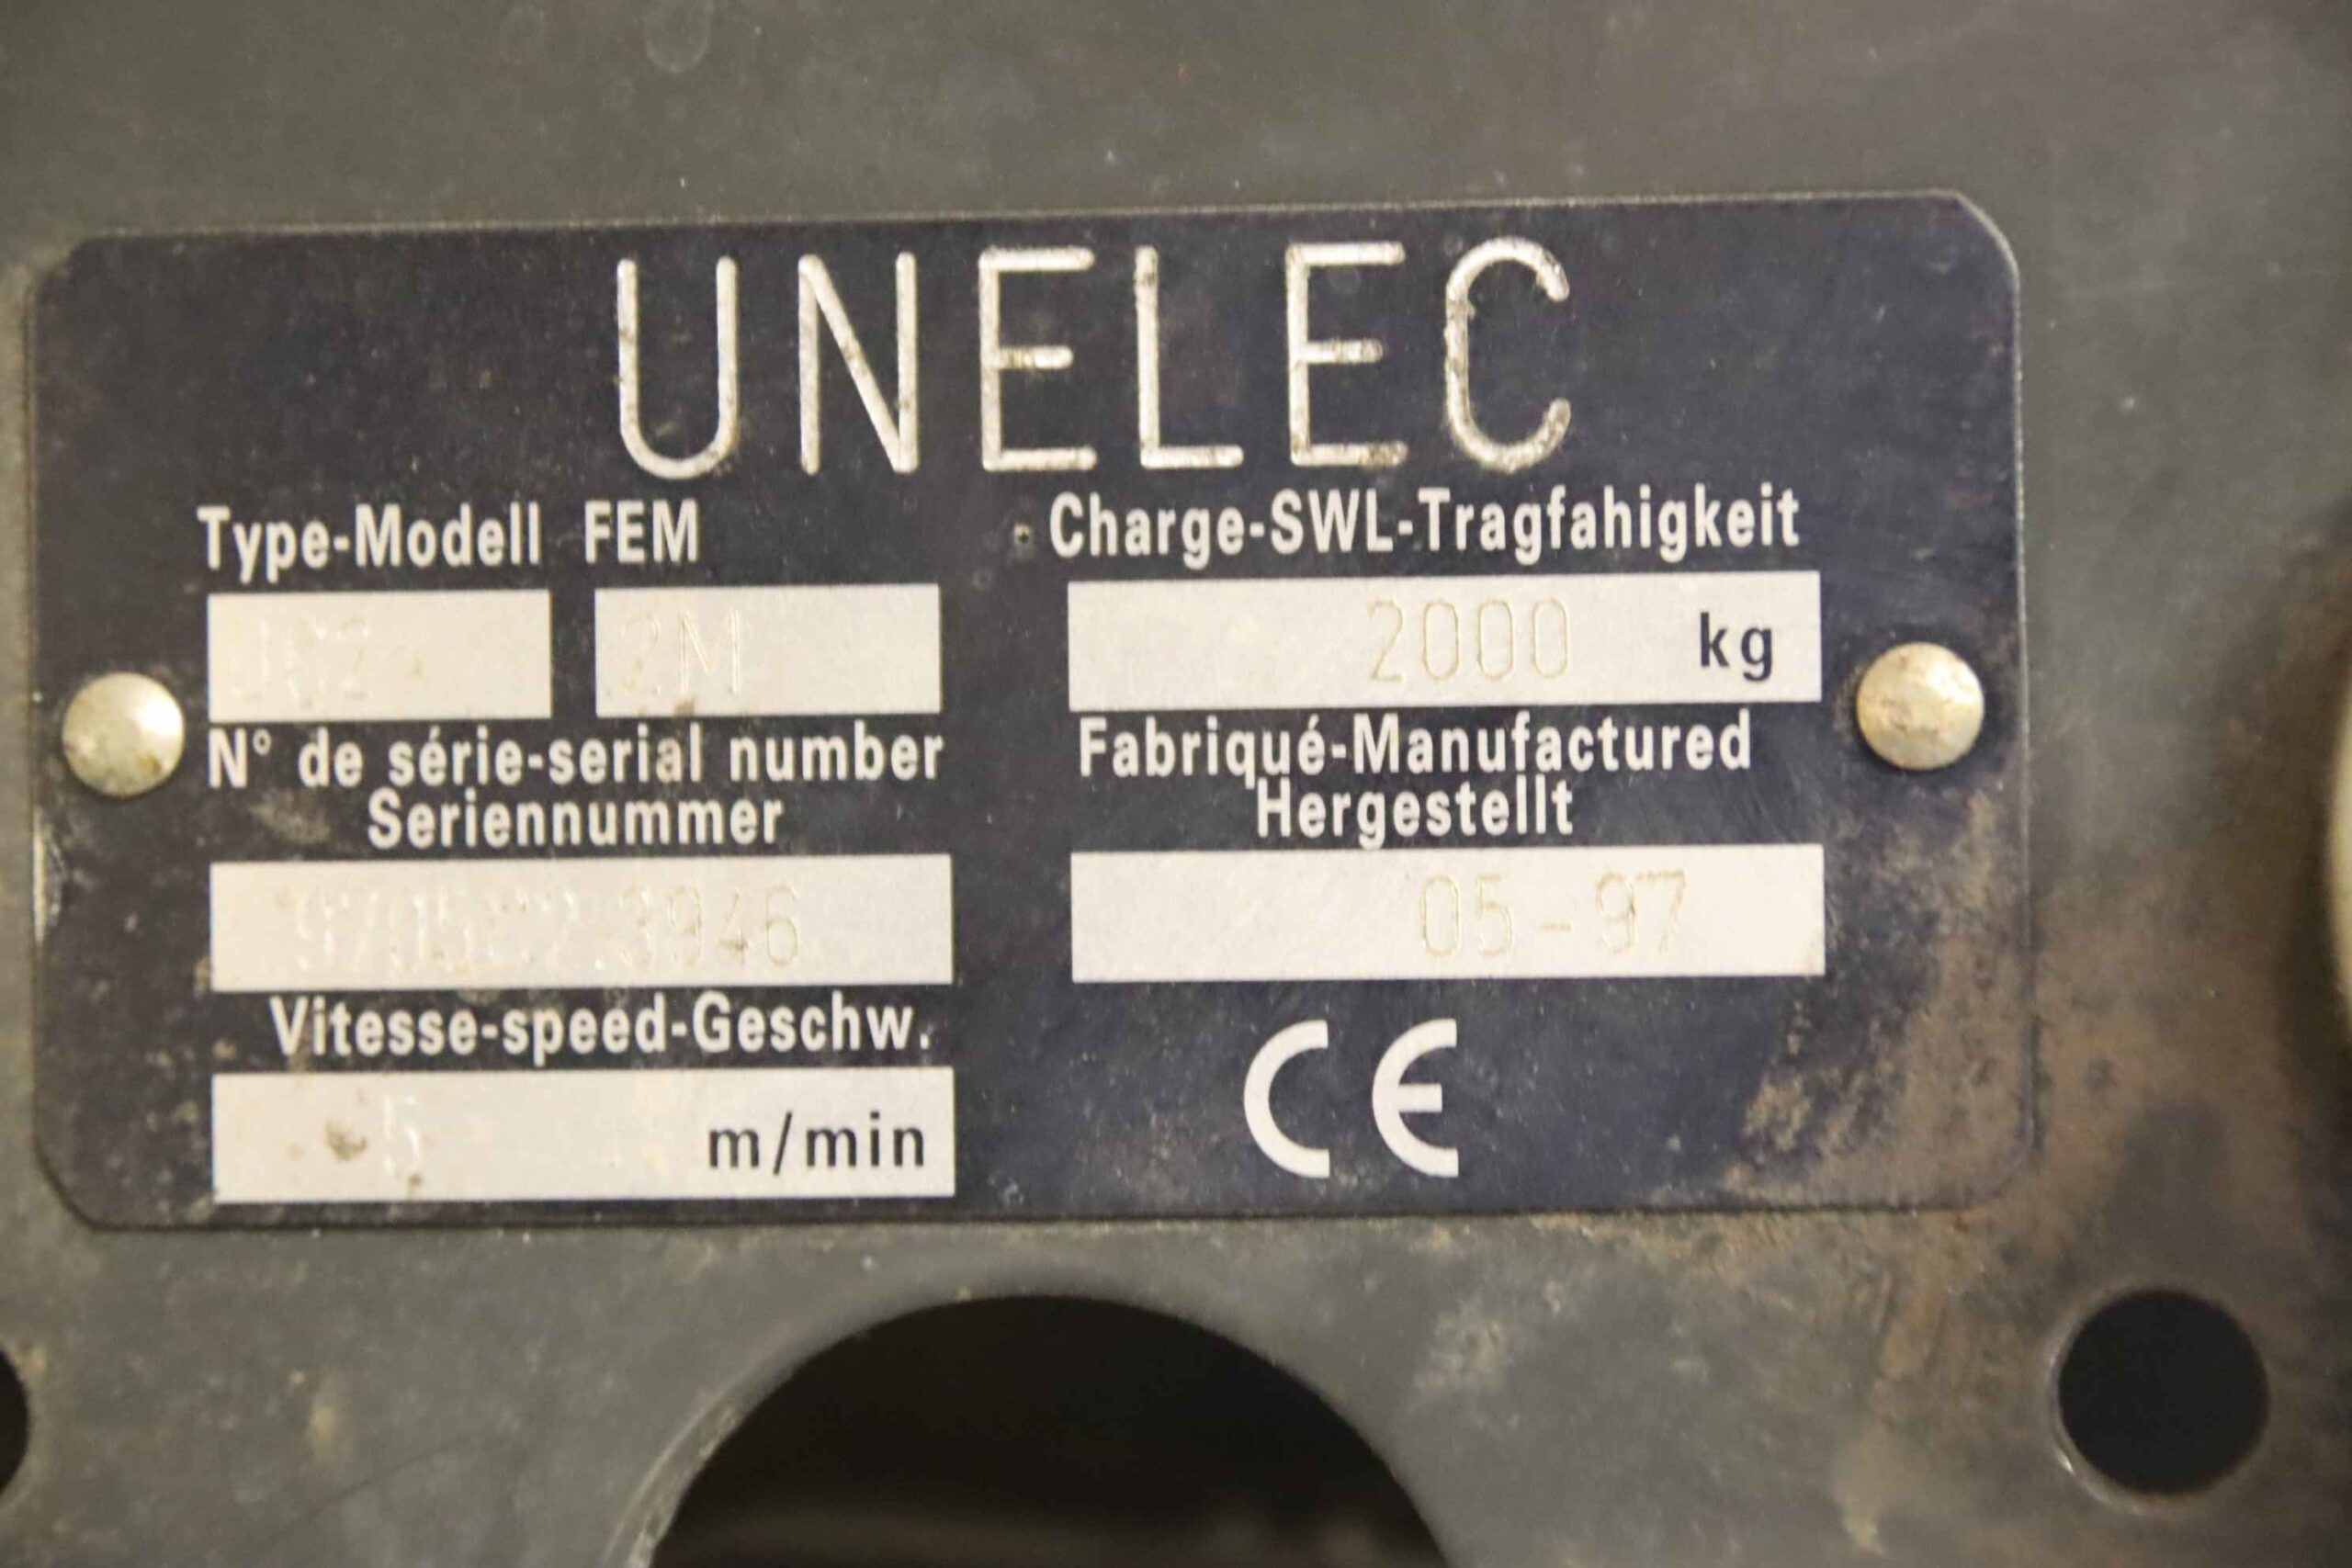 UNELEC
Type-Modell FEM
Charge-SWL-Tragfahigkeit
2M
2000 kg
N° de série-serial number
Seriennummer
Fabriqué-Manufactured
Hergestellt
05-97
Vitesse-speed-Geschw.
5 m/min
CE